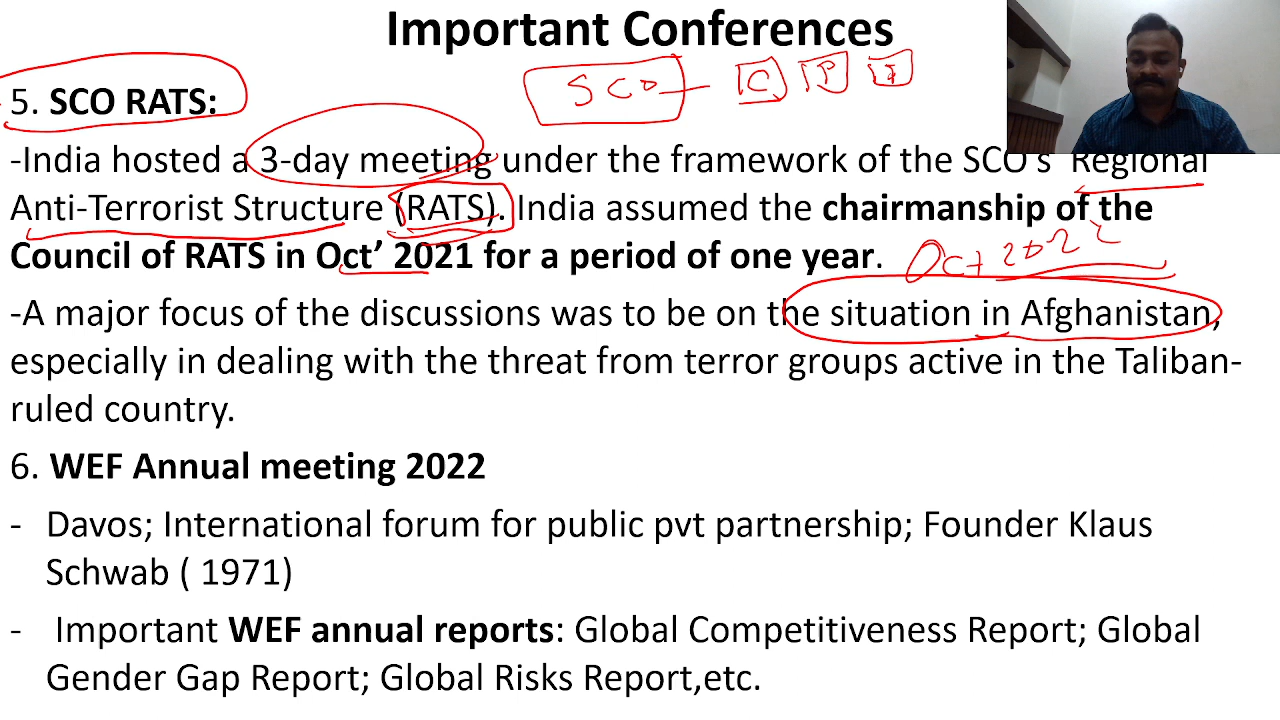 Important Conferences
SCO - C P I
5. SCO RATS:
-India hosted a 3-day meeting under the framework of the SCO's Regional
Anti-Terrorist Structure (RATS). India assumed the chairmanship of the
Council of RATS in Oct’ 2021 for a period of one year.
Oct 2022
-A major focus of the discussions was to be on the situation in Afghanistan,
especially in dealing with the threat from terror groups active in the Taliban-
ruled country.
6. WEF Annual meeting 2022
- Davos; International forum for public pvt partnership; Founder Klaus
Schwab ( 1971)
- Important WEF annual reports: Global Competitiveness Report; Global
Gender Gap Report; Global Risks Report,etc.